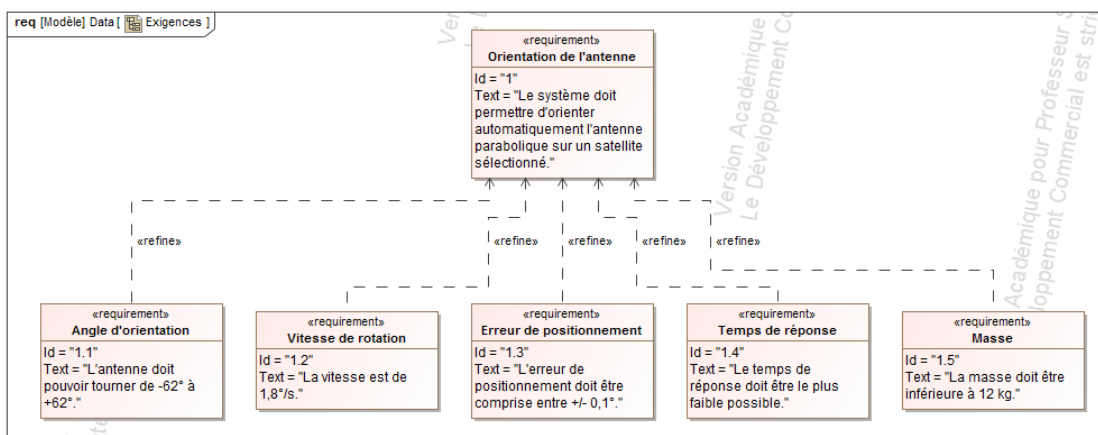 req [Modèle] Data [ Exigences ]
«requirement»
Orientation de l'antenne
Id = "1"
Text = "Le système doit
permettre d'orienter
automatiquement l'antenne
parabolique sur un satellite
sélectionné."
«refine»
«refine»
«refine»
«refine»
«refine»
«requirement»
Angle d'orientation
Id = "1.1"
Text = "L'antenne doit
pouvoir tourner de -62° à
+62°."
«requirement»
Vitesse de rotation
Id = "1.2"
Text = "La vitesse est de
1,8°/s."
«requirement»
Erreur de positionnement
Id = "1.3"
Text = "L'erreur de
positionnement doit être
comprise entre +/- 0,1°."
«requirement»
Temps de réponse
Id = "1.4"
Text = "Le temps de
réponse doit être le plus
faible possible."
«requirement»
Masse
Id = "1.5"
Text = "La masse doit être
inférieure à 12 kg."
Version Académique
Le Développement
Académique pour Professeur
Commercial est